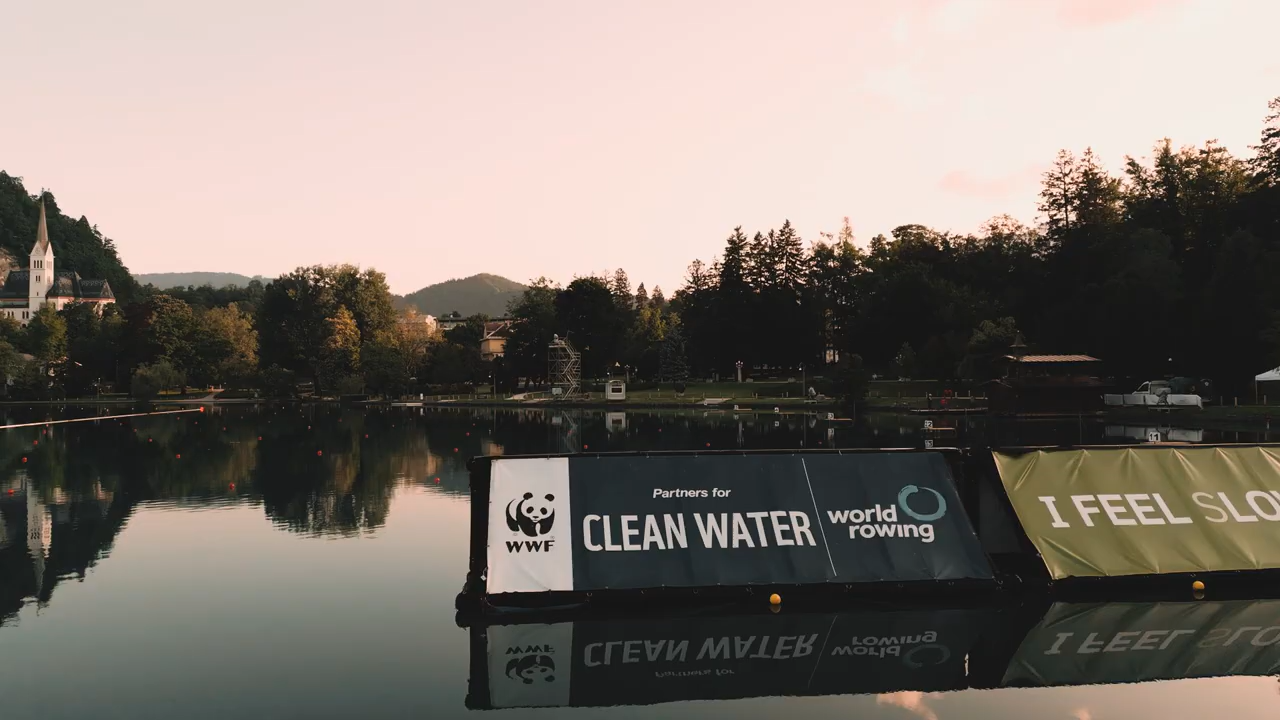 WWF
Partners for
CLEAN WATER
world
rowing
I FEEL SLO